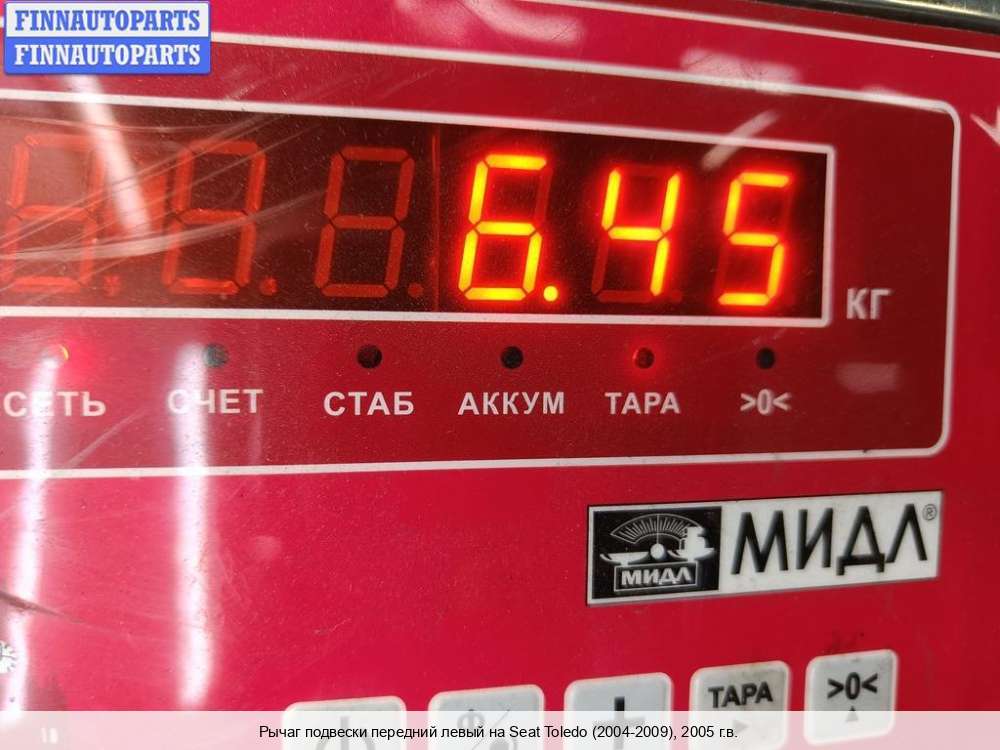 FINNAUTOPARTS
FINNAUTOPARTS
6.45
КГ
СЕТЬ СЧЕТ СТАБ АККУМ ТАРА >0<
МИДЛ МИДЛ®
ТАРА >0<
Рычаг подвески передний левый на Seat Toledo (2004-2009), 2005 г.в.